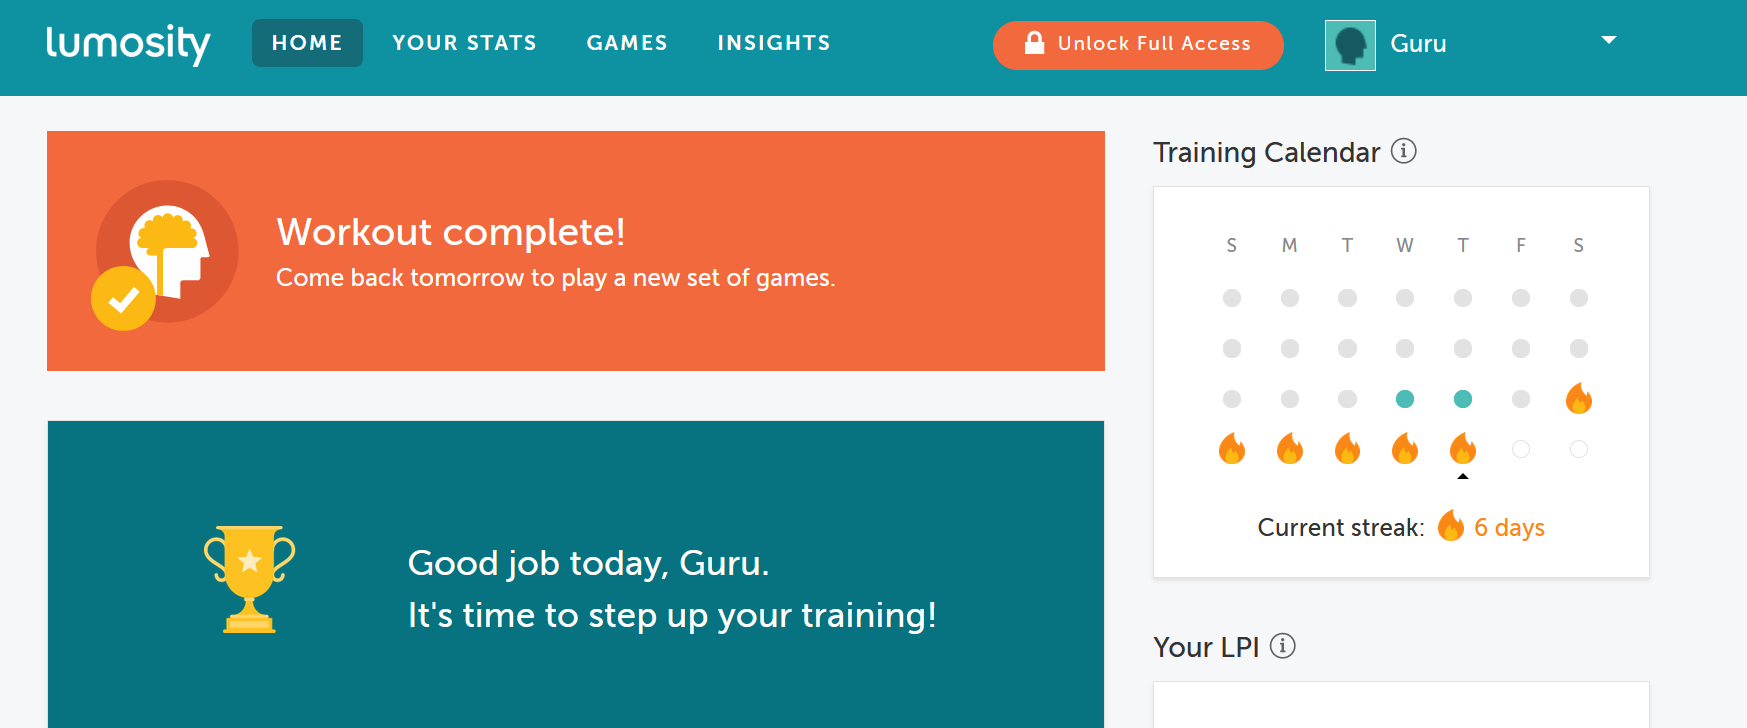 lumosity HOME YOUR STATS GAMES INSIGHTS Unlock Full Access Guru
Workout complete!
Come back tomorrow to play a new set of games.
Good job today, Guru.
It's time to step up your training!
Training Calendar
S M T W T F S
Current streak: 6 days
Your LPI